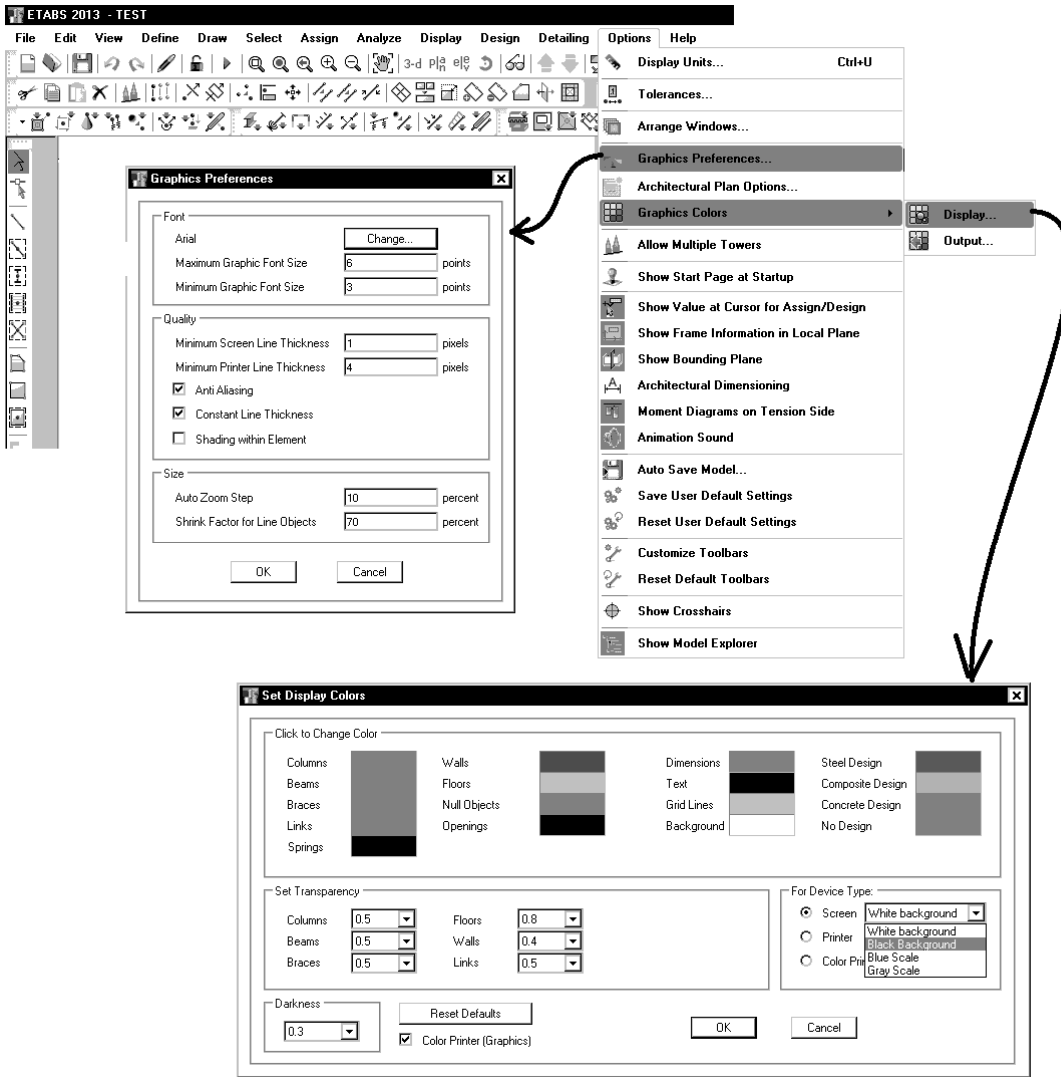 ETABS 2013 - TEST
File Edit View Define Draw Select Assign Analyze Display Design Detailing Options Help
3-d
Display Units... Ctrl+U
Tolerances...
Arrange Windows...
Graphics Preferences...
Architectural Plan Options...
Graphics Colors
Display...
Output...
Allow Multiple Towers
Show Start Page at Startup
Show Value at Cursor for Assign/Design
Show Frame Information in Local Plane
Show Bounding Plane
Architectural Dimensioning
Moment Diagrams on Tension Side
Animation Sound
Auto Save Model...
Save User Default Settings
Reset User Default Settings
Customize Toolbars
Reset Default Toolbars
Show Crosshairs
Show Model Explorer
Graphics Preferences
Font
Arial Change...
Maximum Graphic Font Size 6 points
Minimum Graphic Font Size 3 points
Quality
Minimum Screen Line Thickness 1 pixels
Minimum Printer Line Thickness 4 pixels
Anti Aliasing
Constant Line Thickness
Shading within Element
Size
Auto Zoom Step 10 percent
Shrink Factor for Line Objects 70 percent
OK Cancel
Set Display Colors
Click to Change Color
Columns Walls Dimensions Steel Design
Beams Floors Text Composite Design
Braces Null Objects Grid Lines Concrete Design
Links Openings Background No Design
Springs
Set Transparency
Columns 0.5 Floors 0.8
Beams 0.5 Walls 0.4
Braces 0.5 Links 0.5
For Device Type:
Screen White background
Printer White background
Black Background
Color Prin Blue Scale
Gray Scale
Darkness
0.3
Reset Defaults
Color Printer (Graphics)
OK Cancel